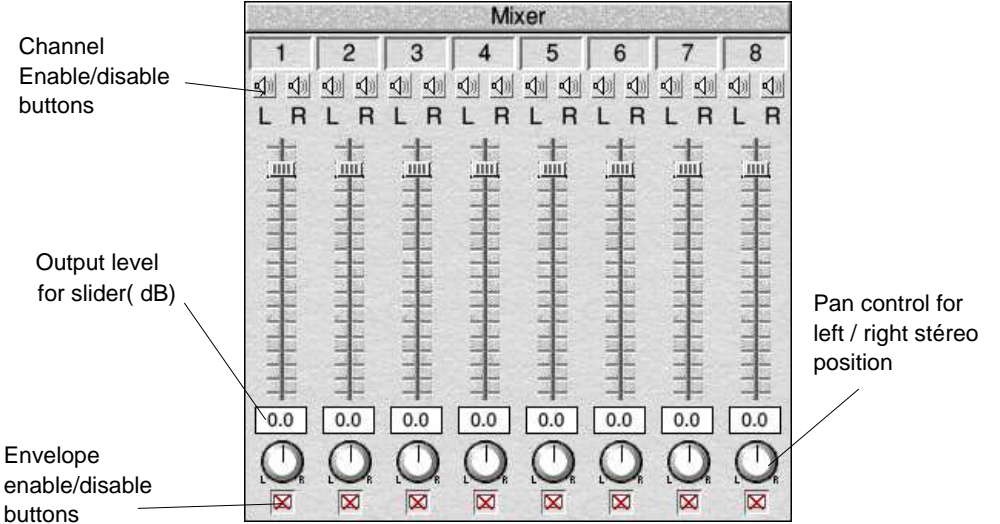 Mixer
Channel
Enable/disable
buttons
1 2 3 4 5 6 7 8
L R L R L R L R L R L R L R L R
Output level
for slider( dB)
Pan control for
left / right stéreo
position
0.0 0.0 0.0 0.0 0.0 0.0 0.0 0.0
L R L R L R L R L R L R L R L R
Envelope
enable/disable
buttons